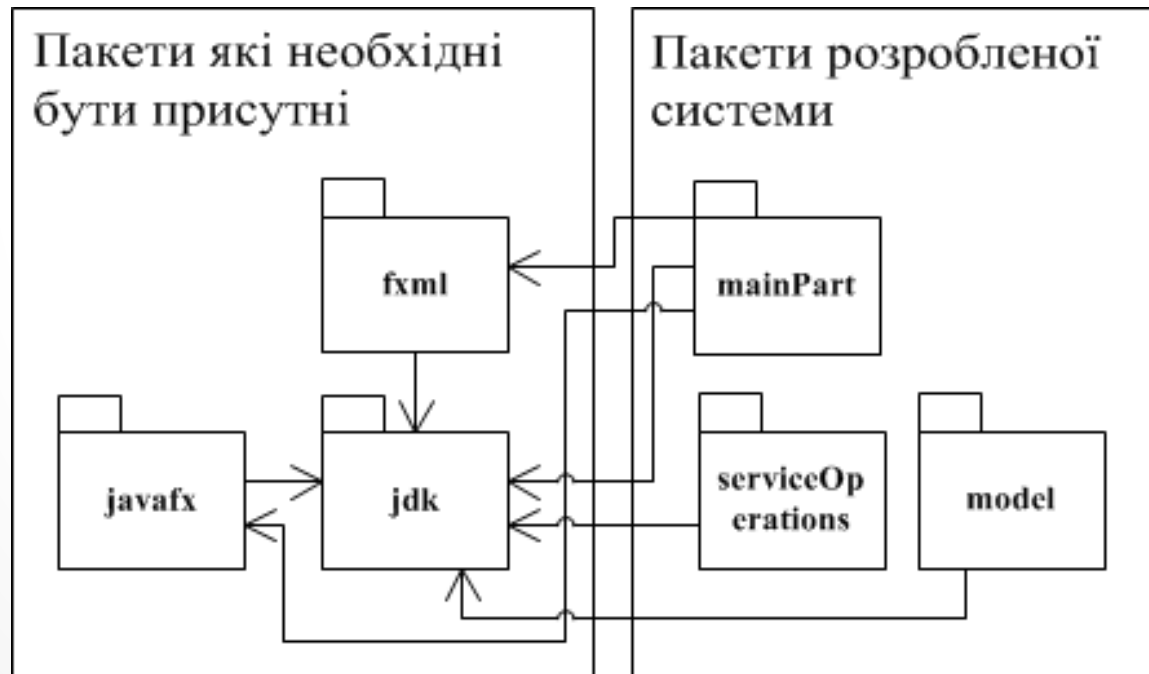 Пакети які необхідні
бути присутні
Пакети розробленої
системи
fxml
mainPart
javafx
jdk
serviceOp
erations
model